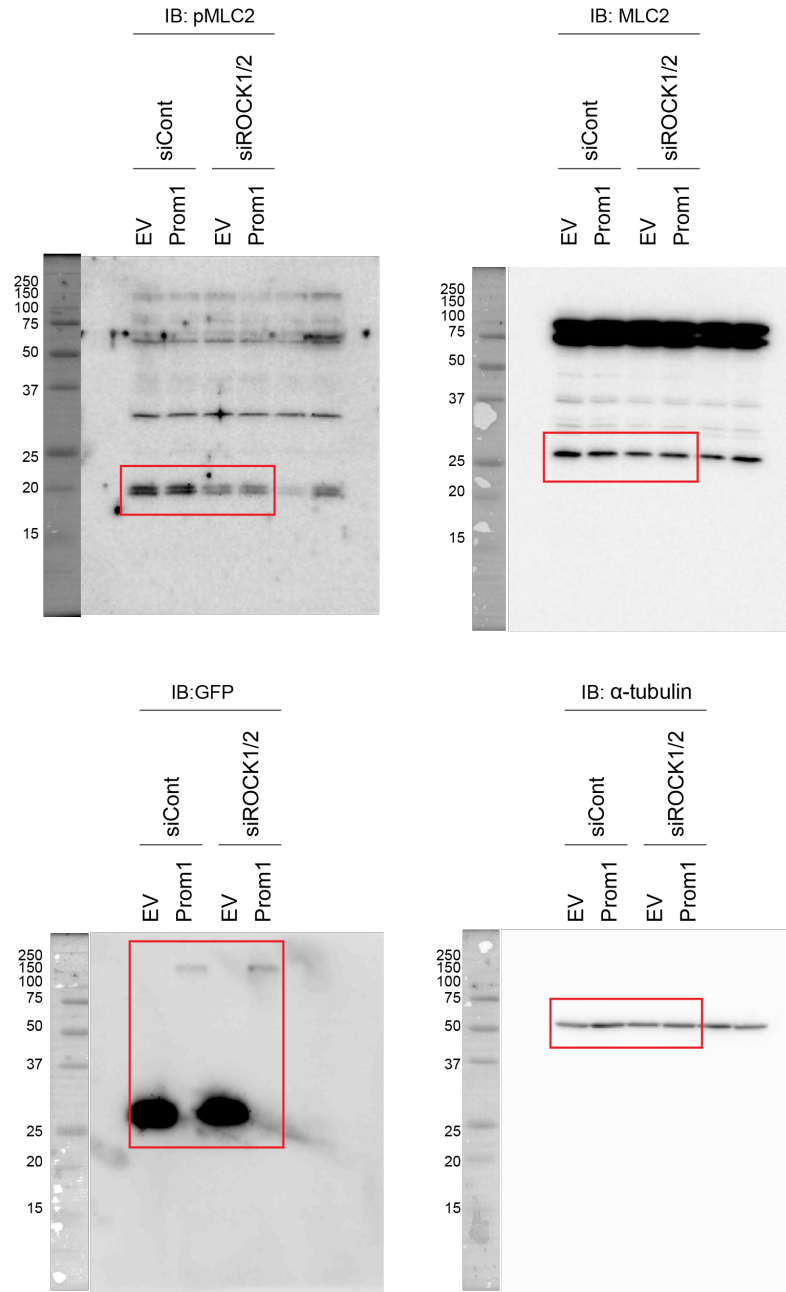 IB: pMLC2
siCont
siROCK1/2
EV
Prom1
EV
Prom1
250
150
100
75
50
37
25
20
15
IB: MLC2
siCont
siROCK1/2
EV
Prom1
EV
Prom1
250
150
100
75
50
37
25
20
15
IB:GFP
siCont
siROCK1/2
EV
Prom1
EV
Prom1
250
150
100
75
50
37
25
20
15
IB: α-tubulin
siCont
siROCK1/2
EV
Prom1
EV
Prom1
250
150
100
75
50
37
25
20
15